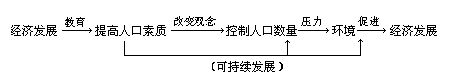 教育 改变观念 压力 促进
经济发展 提高人口素质 控制人口数量 环境 经济发展
(可持续发展)